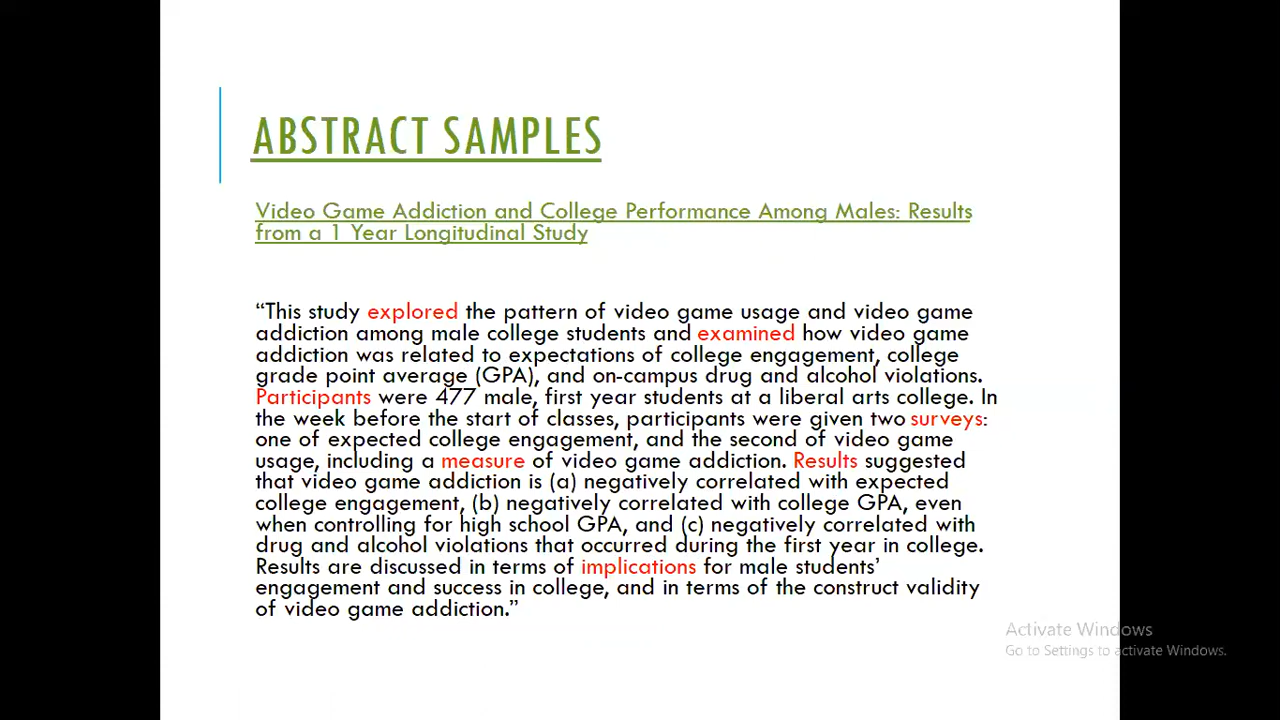 ABSTRACT SAMPLES
Video Game Addiction and College Performance Among Males: Results
from a 1 Year Longitudinal Study
“This study explored the pattern of video game usage and video game
addiction among male college students and examined how video game
addiction was related to expectations of college engagement, college
grade point average (GPA), and on-campus drug and alcohol violations.
Participants were 477 male, first year students at a liberal arts college. In
the week before the start of classes, participants were given two surveys:
one of expected college engagement, and the second of video game
usage, including a measure of video game addiction. Results suggested
that video game addiction is (a) negatively correlated with expected
college engagement, (b) negatively correlated with college GPA, even
when controlling for high school GPA, and (c) negatively correlated with
drug and alcohol violations that occurred during the first year in college.
Results are discussed in terms of implications for male students’
engagement and success in college, and in terms of the construct validity
of video game addiction.”
Activate Windows
Go to Settings to activate Windows.